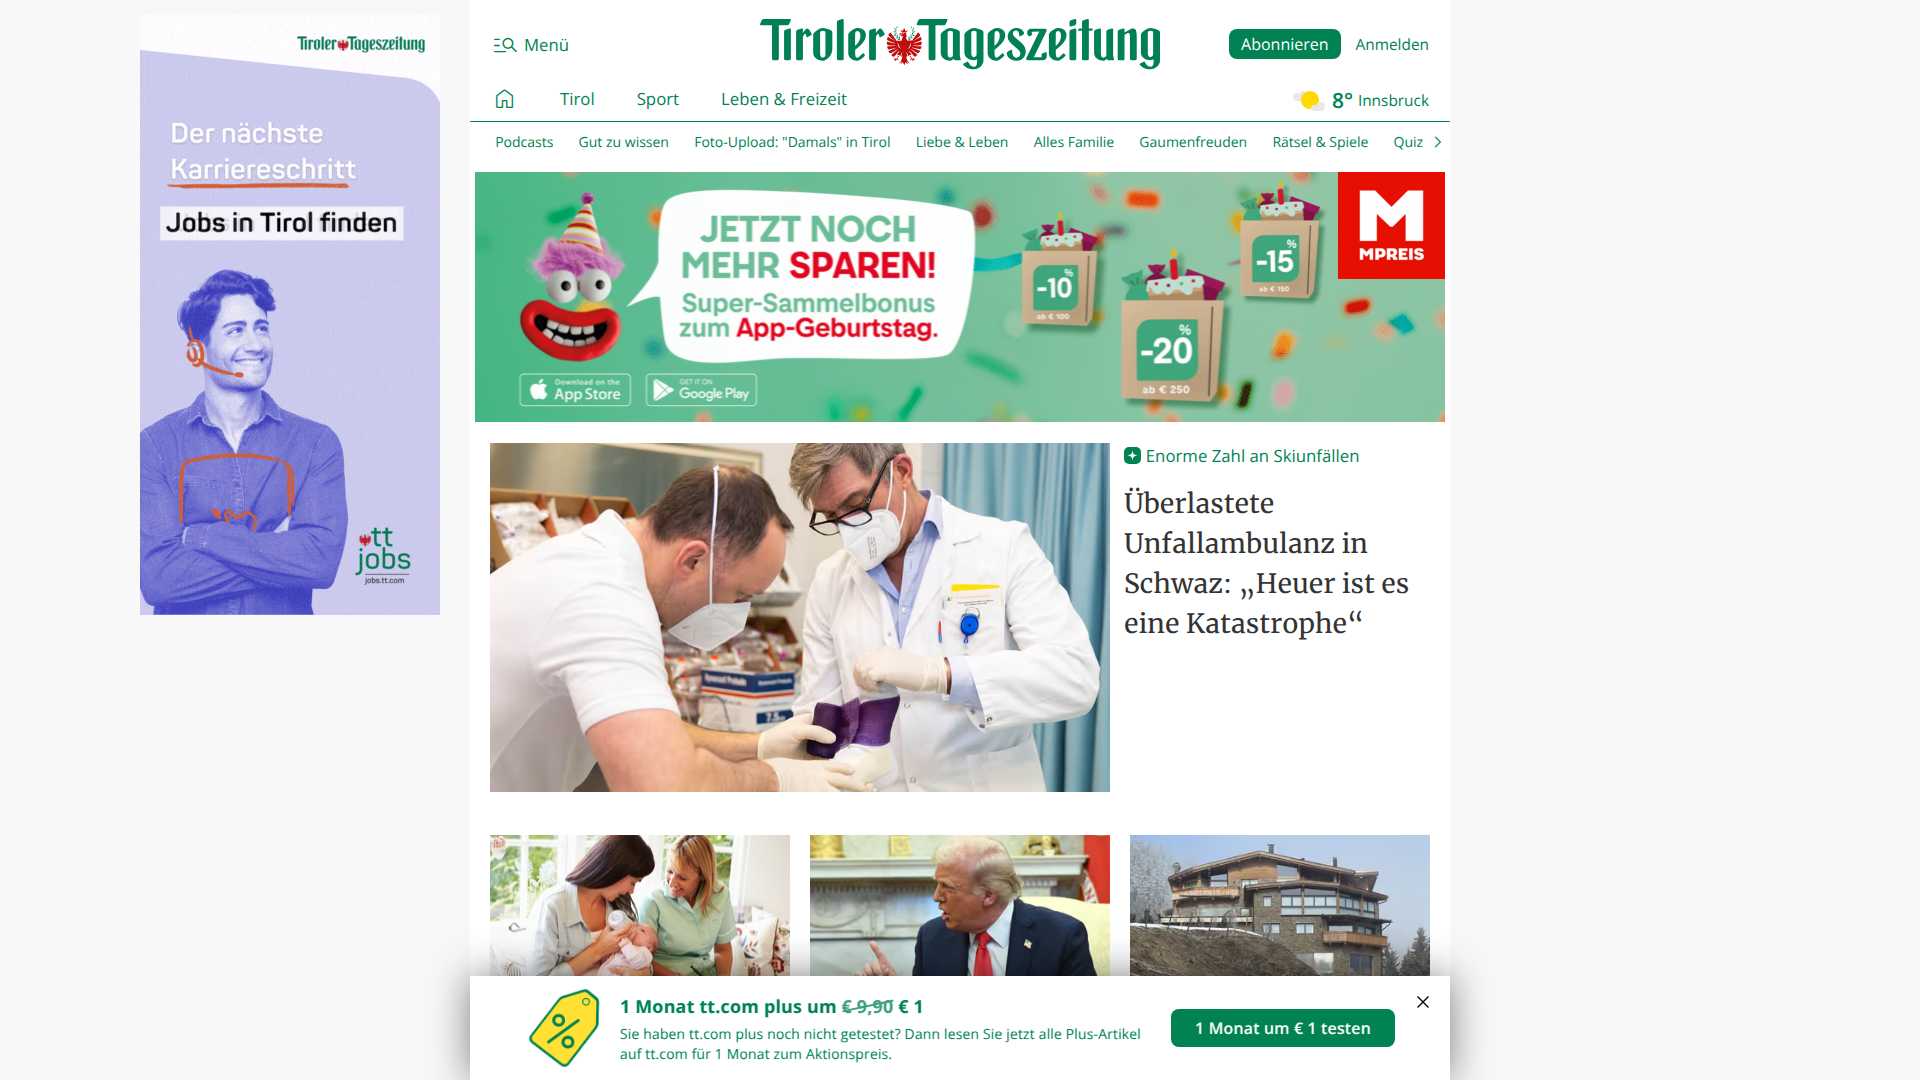 Tiroler Tageszeitung
Der nächste
Karriereschritt
Jobs in Tirol finden
tt
jobs
jobs.tt.com
Menü
Tiroler Tageszeitung
Abonnieren
Anmelden
Tirol
Sport
Leben & Freizeit
8° Innsbruck
Podcasts
Gut zu wissen
Foto-Upload: "Damals" in Tirol
Liebe & Leben
Alles Familie
Gaumenfreuden
Rätsel & Spiele
Quiz
JETZT NOCH
MEHR SPAREN!
Super-Sammelbonus
zum App-Geburtstag.
Download on the
App Store
GET IT ON
Google Play
-10%
ab € 100
-20%
ab € 250
-15%
ab € 150
M
MPREIS
Enorme Zahl an Skiunfällen
Überlastete
Unfallambulanz in
Schwaz: „Heuer ist es
eine Katastrophe“
1 Monat tt.com plus um € 9,90 € 1
Sie haben tt.com plus noch nicht getestet? Dann lesen Sie jetzt alle Plus-Artikel
auf tt.com für 1 Monat zum Aktionspreis.
1 Monat um € 1 testen